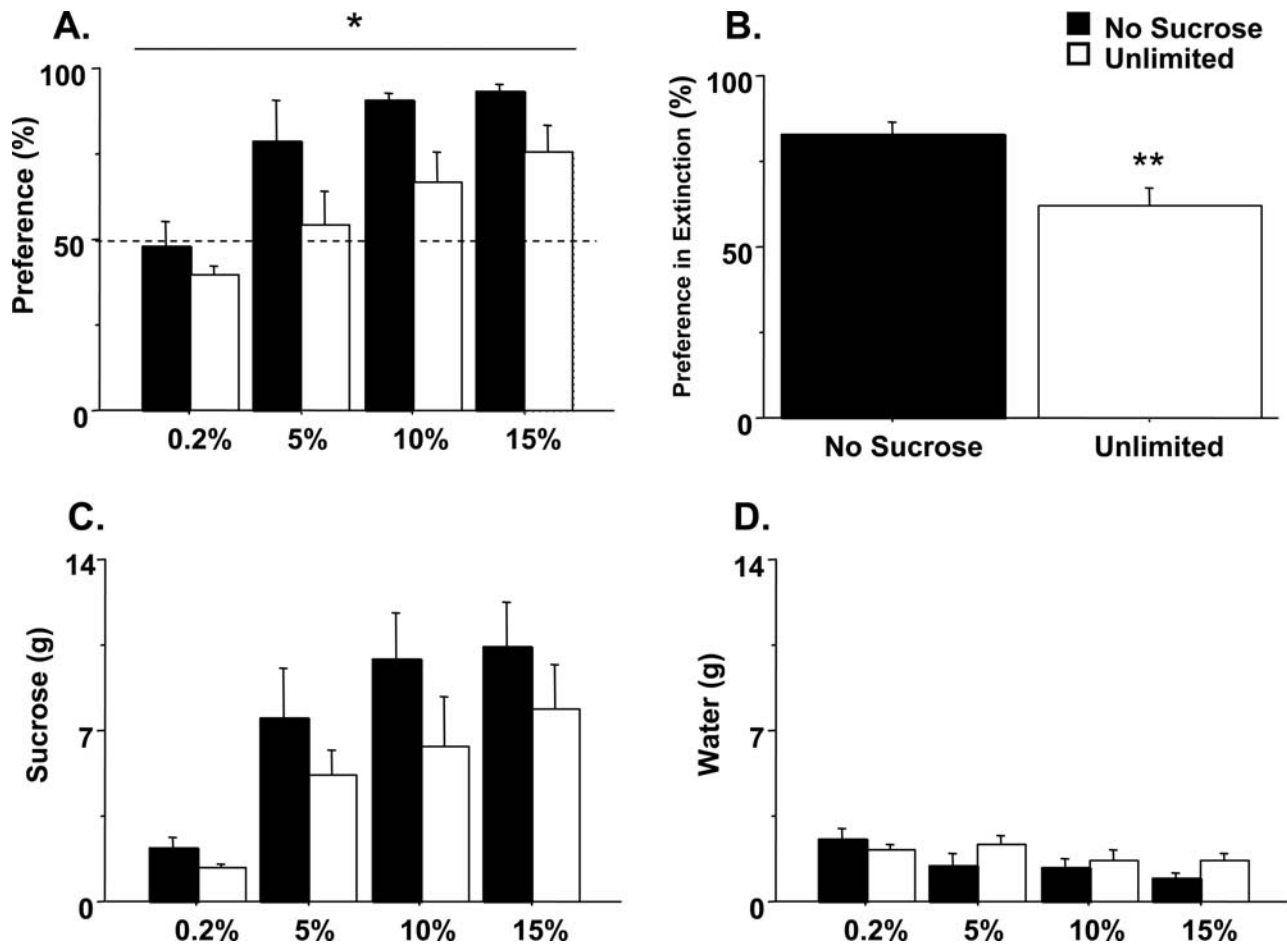 A.
*
Preference (%)
100
50
0
0.2% 5% 10% 15%
B.
No Sucrose
Unlimited
Preference in Extinction (%)
100
50
0
**
No Sucrose Unlimited
C.
Sucrose (g)
14
7
0
0.2% 5% 10% 15%
D.
Water (g)
14
7
0
0.2% 5% 10% 15%